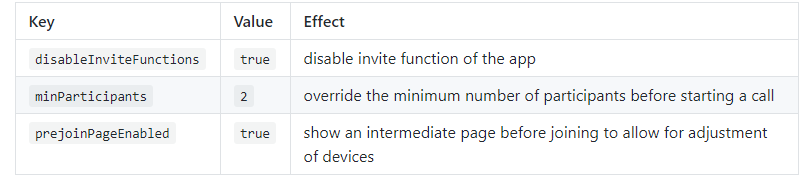 Key Value Effect
disableInviteFunctions true disable invite function of the app
minParticipants 2 override the minimum number of participants before starting a call
prejoinPageEnabled true show an intermediate page before joining to allow for adjustment
of devices